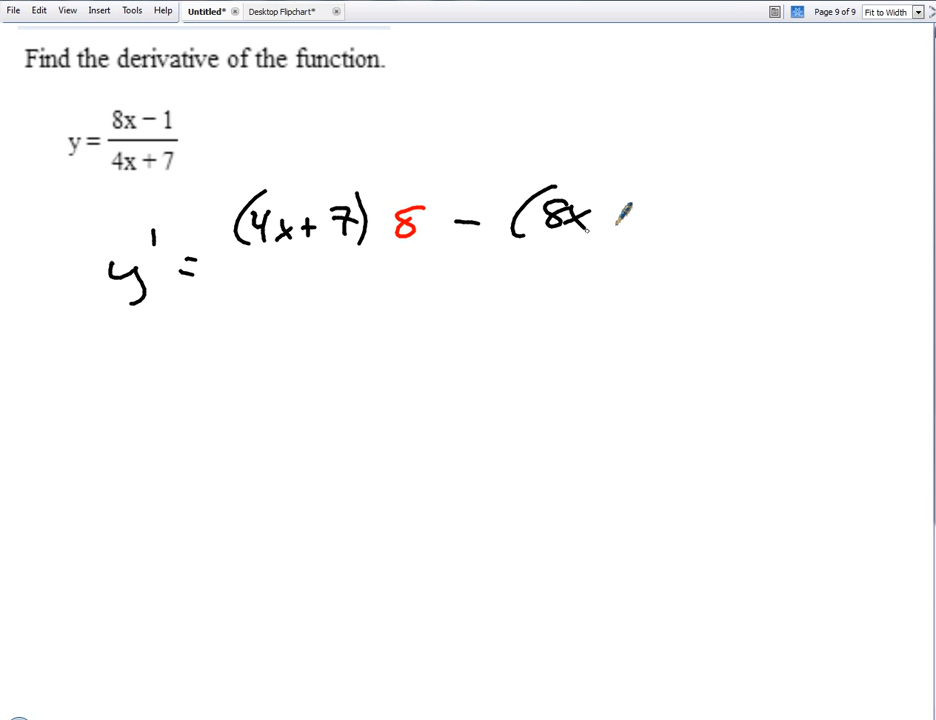 File Edit View Insert Tools Help Untitled* Desktop Flipchart* Page 9 of 9 Fit to Width
Find the derivative of the function.
y = (8x − 1)/(4x + 7)
y' = (4x + 7) 8 − (8x